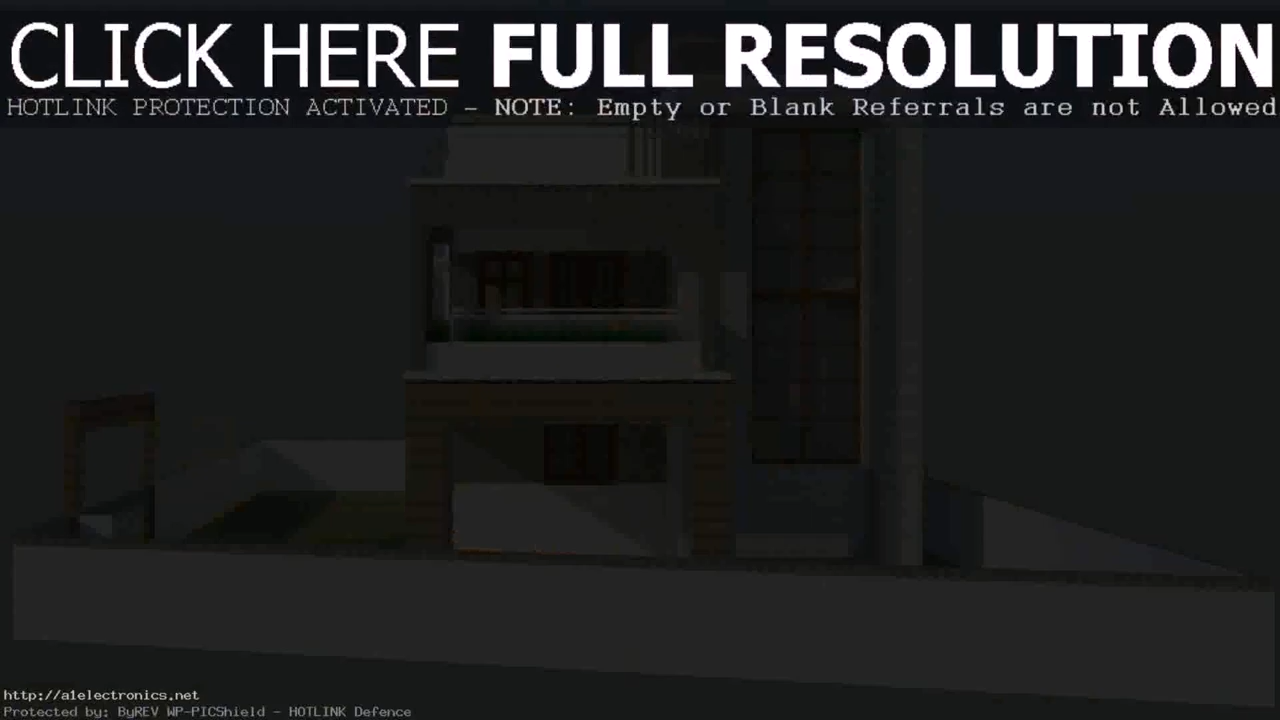 CLICK HERE FULL RESOLUTION
HOTLINK PROTECTION ACTIVATED – NOTE: Empty or Blank Referrals are not Allowed
http://a1electronics.net
Protected by: ByREV WP-PICShield – HOTLINK Defence